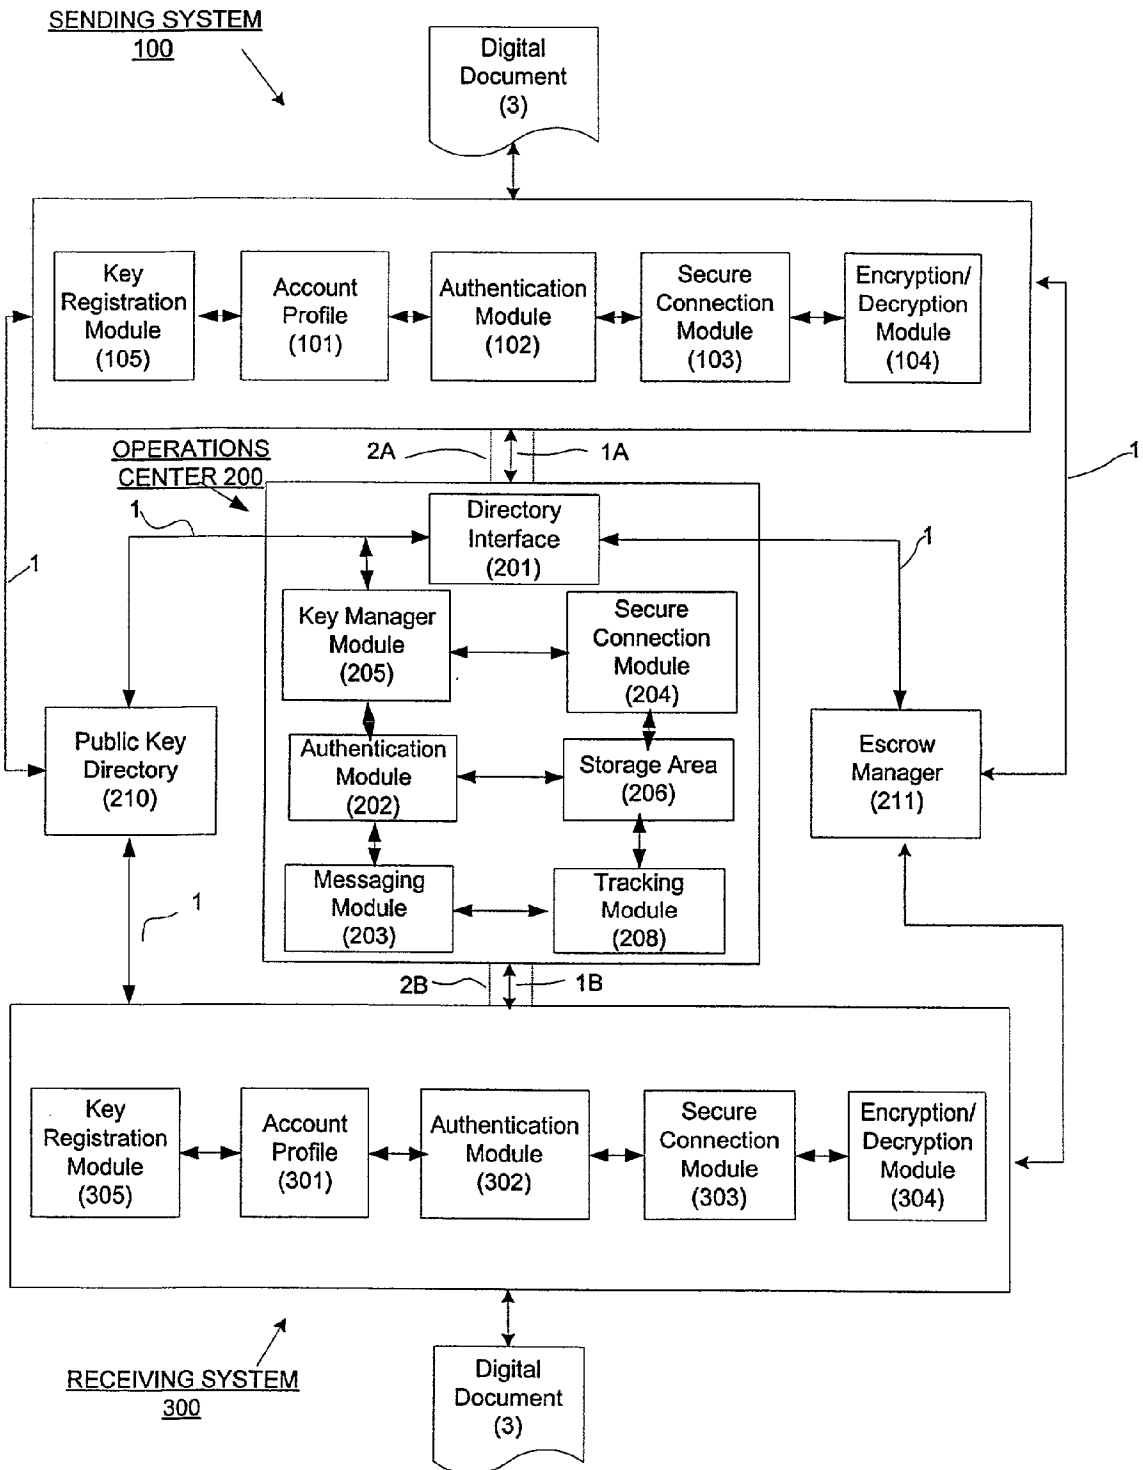 SENDING SYSTEM
100
Digital
Document
(3)
Key
Registration
Module
(105)
Account
Profile
(101)
Authentication
Module
(102)
Secure
Connection
Module
(103)
Encryption/
Decryption
Module
(104)
OPERATIONS
CENTER 200
2A
1A
1
1
1
1
Directory
Interface
(201)
Key Manager
Module
(205)
Secure
Connection
Module
(204)
Public Key
Directory
(210)
Authentication
Module
(202)
Storage Area
(206)
Escrow
Manager
(211)
Messaging
Module
(203)
Tracking
Module
(208)
1
2B
1B
Key
Registration
Module
(305)
Account
Profile
(301)
Authentication
Module
(302)
Secure
Connection
Module
(303)
Encryption/
Decryption
Module
(304)
RECEIVING SYSTEM
300
Digital
Document
(3)